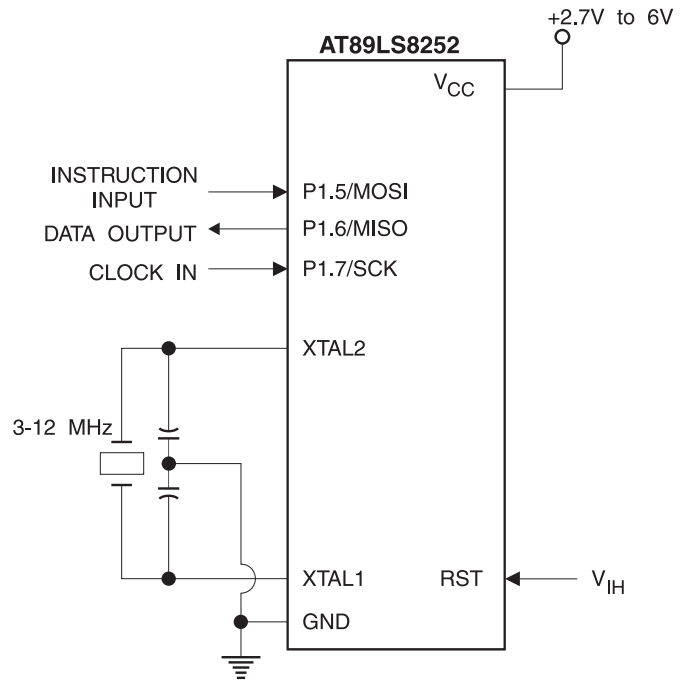 +2.7V to 6V
AT89LS8252
VCC
INSTRUCTION
INPUT
P1.5/MOSI
DATA OUTPUT
P1.6/MISO
CLOCK IN
P1.7/SCK
XTAL2
3-12 MHz
XTAL1
RST
VIH
GND